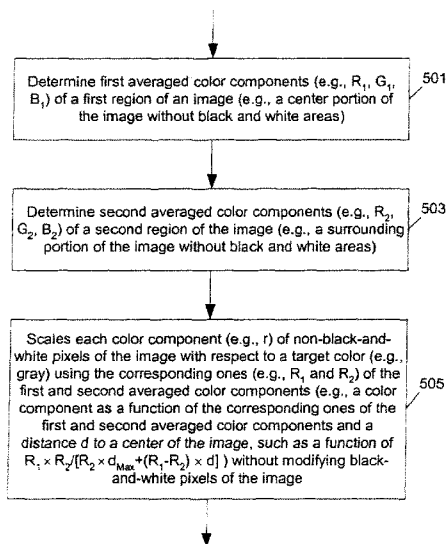 Determine first averaged color components (e.g., R1, G1,
B1) of a first region of an image (e.g., a center portion of
the image without black and white areas)
501
Determine second averaged color components (e.g., R2,
G2, B2) of a second region of the image (e.g., a surrounding
portion of the image without black and white areas)
503
Scales each color component (e.g., r) of non-black-and-
white pixels of the image with respect to a target color (e.g.,
gray) using the corresponding ones (e.g., R1 and R2) of the
first and second averaged color components (e.g., a color
component as a function of the corresponding ones of the
first and second averaged color components and a
distance d to a center of the image, such as a function of
R1 × R2/[R2 × dMax+(R1-R2) × d] ) without modifying black-
and-white pixels of the image
505